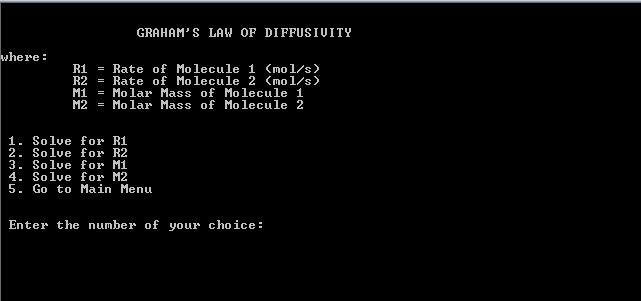 GRAHAM'S LAW OF DIFFUSIVITY
where:
R1 = Rate of Molecule 1 (mol/s)
R2 = Rate of Molecule 2 (mol/s)
M1 = Molar Mass of Molecule 1
M2 = Molar Mass of Molecule 2
1. Solve for R1
2. Solve for R2
3. Solve for M1
4. Solve for M2
5. Go to Main Menu
Enter the number of your choice: